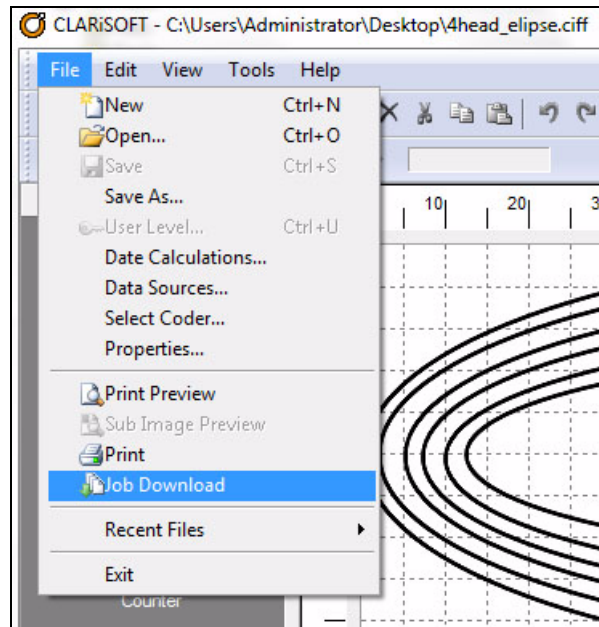 CLARiSOFT - C:\Users\Administrator\Desktop\4head_elipse.ciff
File Edit View Tools Help
New Ctrl+N
Open... Ctrl+O
Save Ctrl+S
Save As...
User Level... Ctrl+U
Date Calculations...
Data Sources...
Select Coder...
Properties...
Print Preview
Sub Image Preview
Print
Job Download
Recent Files
Exit
Counter
10 20 3